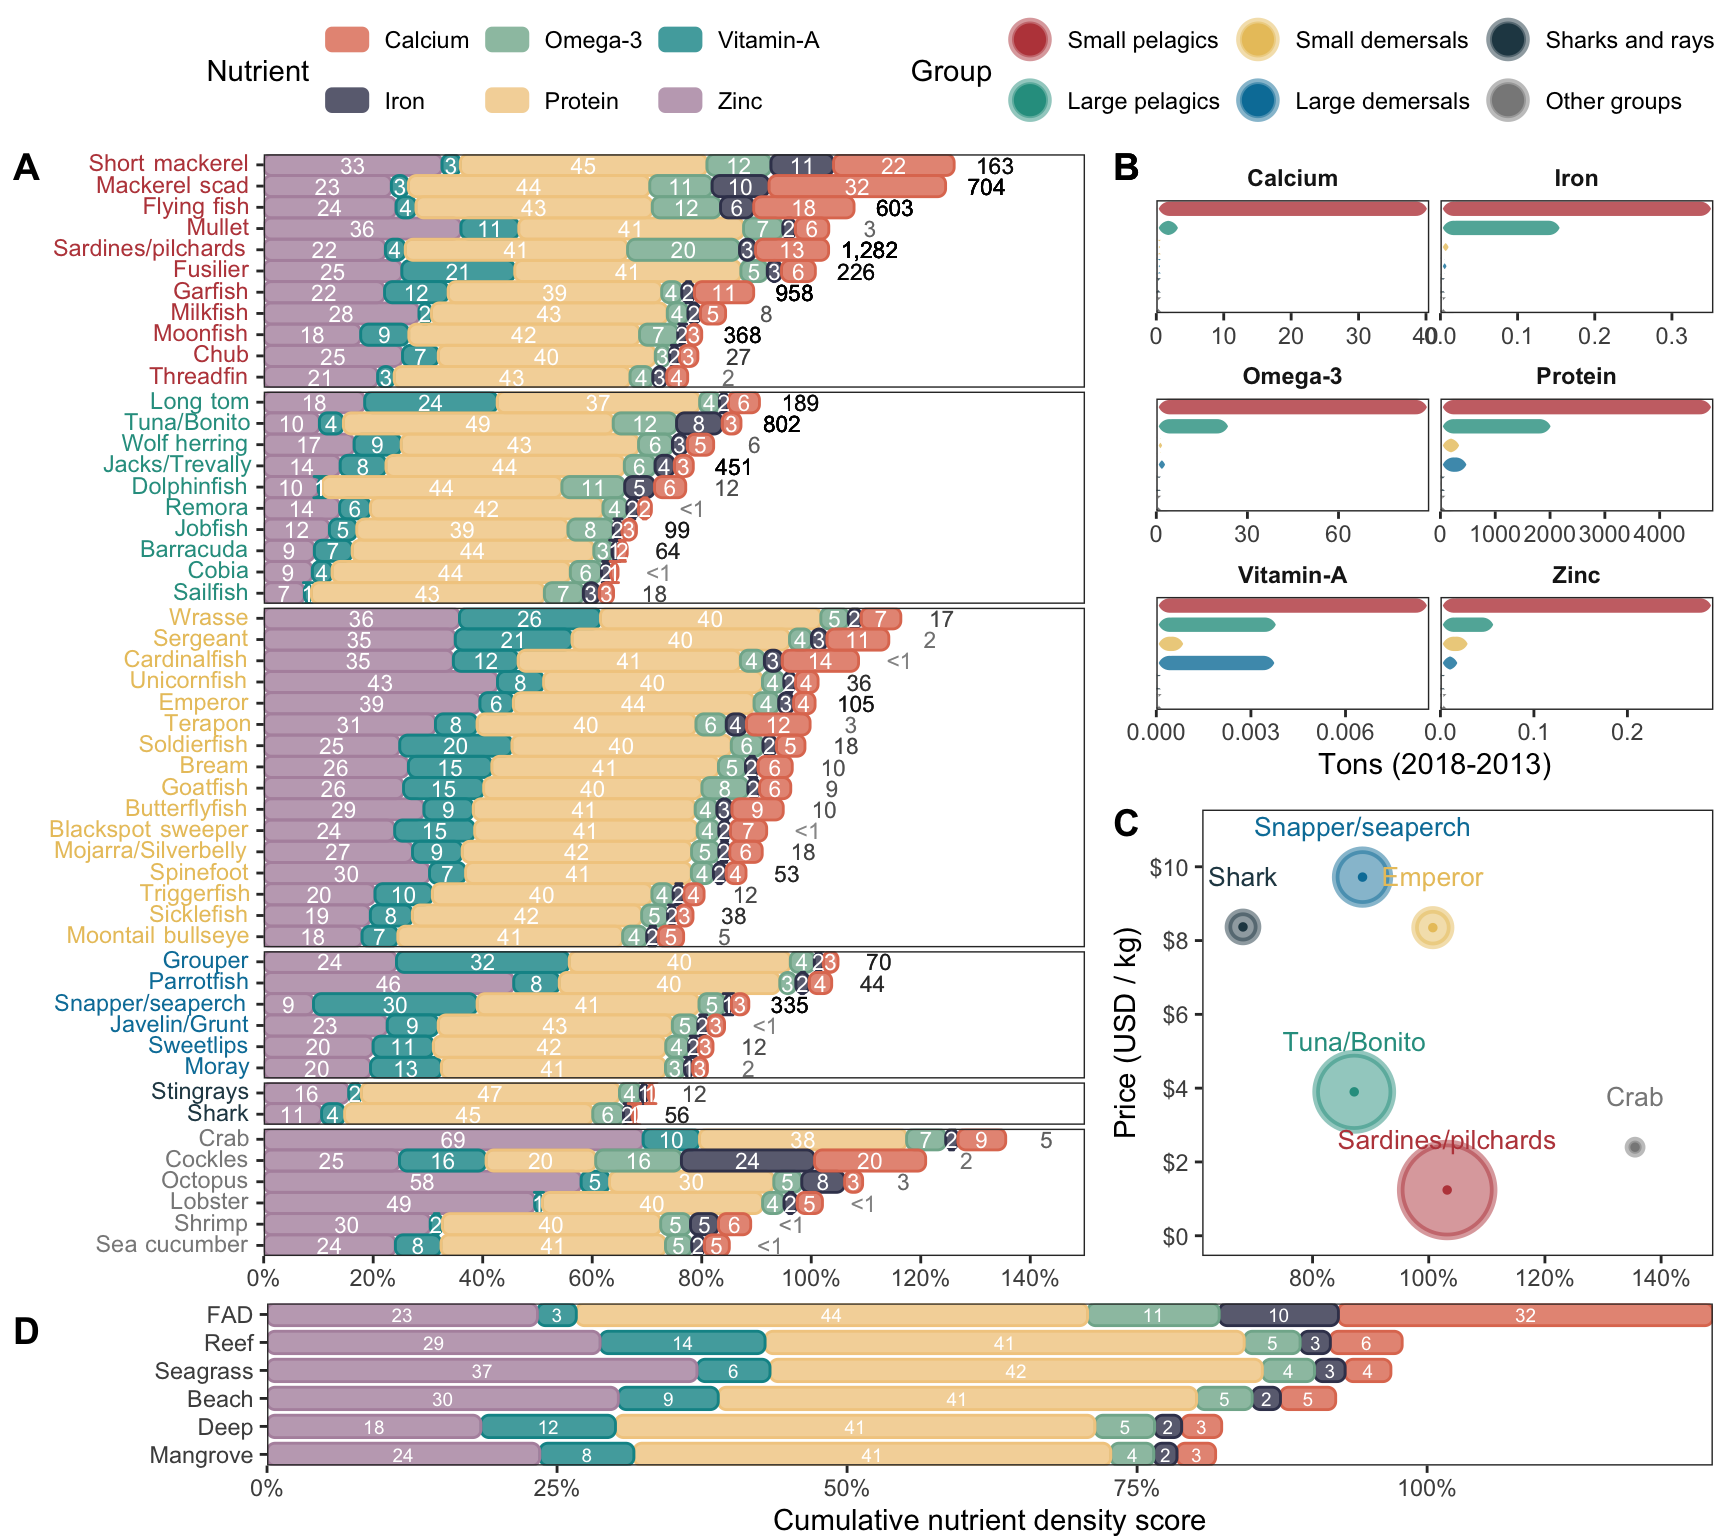 Nutrient
Calcium
Omega-3
Vitamin-A
Iron
Protein
Zinc
Group
Small pelagics
Small demersals
Sharks and rays
Large pelagics
Large demersals
Other groups
A
Short mackerel 33 3 45 12 11 22 163
Mackerel scad 23 3 44 11 10 32 704
Flying fish 24 4 43 12 6 18 603
Mullet 36 11 41 7 2 6 3
Sardines/pilchards 22 4 41 20 3 13 1,282
Fusilier 25 21 41 5 3 6 226
Garfish 22 12 39 4 2 11 958
Milkfish 28 2 43 4 2 5 8
Moonfish 18 9 42 7 2 3 368
Chub 25 7 40 3 2 3 27
Threadfin 21 3 43 4 3 4 2
Long tom 18 24 37 4 2 6 189
Tuna/Bonito 10 4 49 12 8 3 802
Wolf herring 17 9 43 6 3 5 6
Jacks/Trevally 14 8 44 6 4 3 451
Dolphinfish 10 1 44 11 5 6 12
Remora 14 6 42 4 2 2 <1
Jobfish 12 5 39 8 2 3 99
Barracuda 9 7 44 3 1 2 64
Cobia 9 4 44 6 2 1 <1
Sailfish 7 1 43 7 3 3 18
Wrasse 36 26 40 5 2 7 17
Sergeant 35 21 40 4 3 11 2
Cardinalfish 35 12 41 4 3 14 <1
Unicornfish 43 8 40 4 2 4 36
Emperor 39 6 44 4 3 4 105
Terapon 31 8 40 6 4 12 3
Soldierfish 25 20 40 6 2 5 18
Bream 26 15 41 5 2 6 10
Goatfish 26 15 40 8 2 6 9
Butterflyfish 29 9 41 4 3 9 10
Blackspot sweeper 24 15 41 4 2 7 <1
Mojarra/Silverbelly 27 9 42 5 2 6 18
Spinefoot 30 7 41 4 2 4 53
Triggerfish 20 10 40 4 2 4 12
Sicklefish 19 8 42 5 2 3 38
Moontail bullseye 18 7 41 4 2 5 5
Grouper 24 32 40 4 2 3 70
Parrotfish 46 8 40 3 2 4 44
Snapper/seaperch 9 30 41 5 1 3 335
Javelin/Grunt 23 9 43 5 2 3 <1
Sweetlips 20 11 42 4 2 3 12
Moray 20 13 41 3 1 3 2
Stingrays 16 2 47 4 1 1 12
Shark 11 4 45 6 2 1 56
Crab 69 10 38 7 2 9 5
Cockles 25 16 20 16 24 20 2
Octopus 58 5 30 5 8 3 3
Lobster 49 1 40 4 2 5 <1
Shrimp 30 2 40 5 5 6 <1
Sea cucumber 24 8 41 5 2 5 <1
0% 20% 40% 60% 80% 100% 120% 140%
B
Calcium
0 10 20 30 40
Iron
0.0 0.1 0.2 0.3
Omega-3
0 30 60
Protein
0 1000 2000 3000 4000
Vitamin-A
0.000 0.003 0.006
Zinc
0.0 0.1 0.2
Tons (2018-2013)
C
Price (USD / kg)
$10
$8
$6
$4
$2
$0
Snapper/seaperch
Shark
Emperor
Tuna/Bonito
Crab
Sardines/pilchards
80% 100% 120% 140%
D
FAD 23 3 44 11 10 32
Reef 29 14 41 5 3 6
Seagrass 37 6 42 4 3 4
Beach 30 9 41 5 2 5
Deep 18 12 41 5 2 3
Mangrove 24 8 41 4 2 3
0% 25% 50% 75% 100%
Cumulative nutrient density score